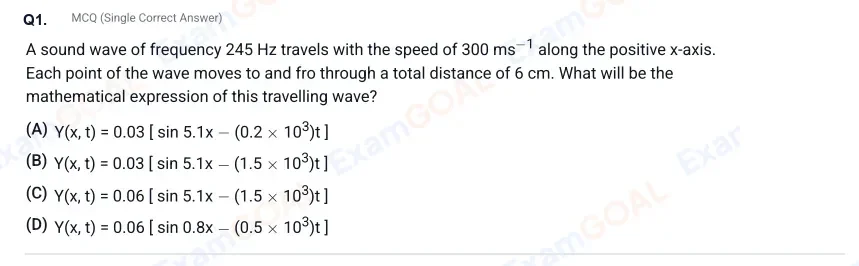 Q1. MCQ (Single Correct Answer)
A sound wave of frequency 245 Hz travels with the speed of 300 ms⁻¹ along the positive x-axis.
Each point of the wave moves to and fro through a total distance of 6 cm. What will be the
mathematical expression of this travelling wave?
(A) Y(x, t) = 0.03 [ sin 5.1x − (0.2 × 10³)t ]
(B) Y(x, t) = 0.03 [ sin 5.1x − (1.5 × 10³)t ]
(C) Y(x, t) = 0.06 [ sin 5.1x − (1.5 × 10³)t ]
(D) Y(x, t) = 0.06 [ sin 0.8x − (0.5 × 10³)t ]
ExamGOAL